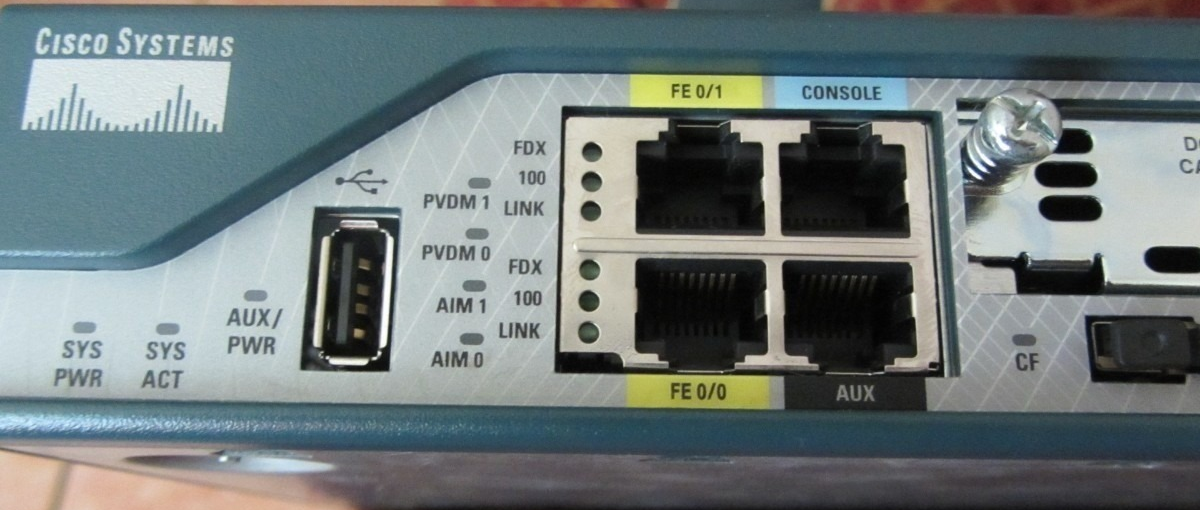 CISCO SYSTEMS
FE 0/1
CONSOLE
FDX
100
LINK
PVDM 1
PVDM 0
FDX
AIM 1
100
LINK
AIM 0
AUX/
PWR
SYS
PWR
SYS
ACT
FE 0/0
AUX
CF